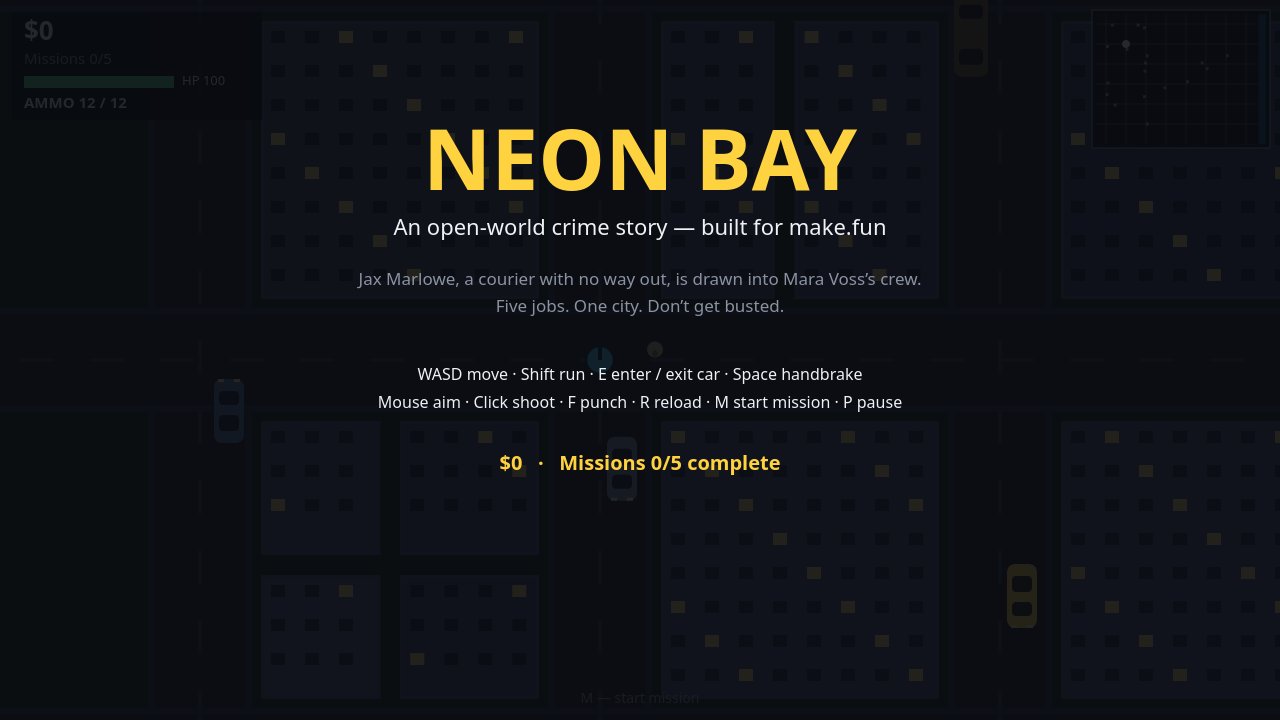 $0
Missions 0/5
HP 100
AMMO 12 / 12
NEON BAY
An open-world crime story — built for make.fun
Jax Marlowe, a courier with no way out, is drawn into Mara Voss’s crew.
Five jobs. One city. Don’t get busted.
WASD move · Shift run · E enter / exit car · Space handbrake
Mouse aim · Click shoot · F punch · R reload · M start mission · P pause
$0 · Missions 0/5 complete
M — start mission